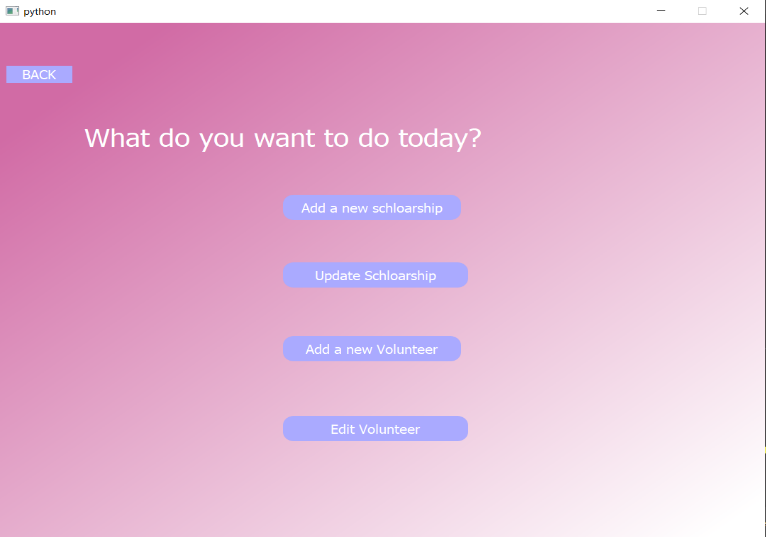 python
BACK
What do you want to do today?
Add a new schloarship
Update Schloarship
Add a new Volunteer
Edit Volunteer